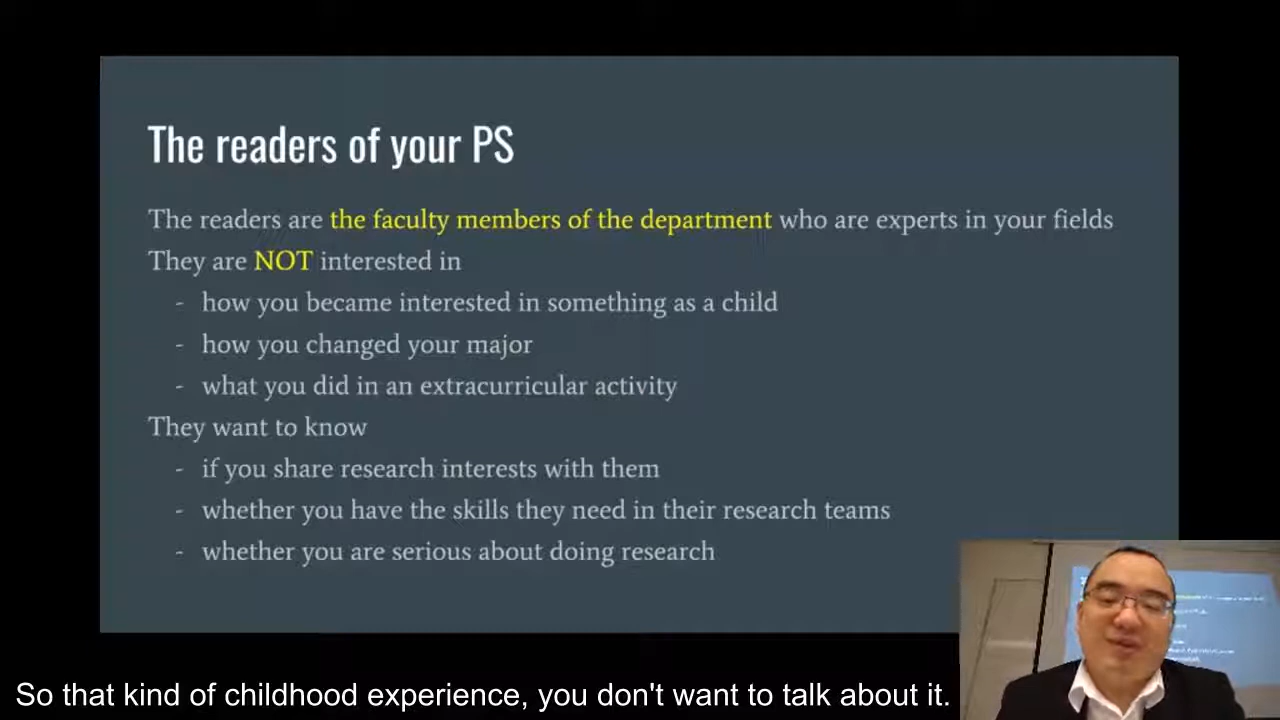 The readers of your PS
The readers are the faculty members of the department who are experts in your fields
They are NOT interested in
- how you became interested in something as a child
- how you changed your major
- what you did in an extracurricular activity
They want to know
- if you share research interests with them
- whether you have the skills they need in their research teams
- whether you are serious about doing research
So that kind of childhood experience, you don't want to talk about it.